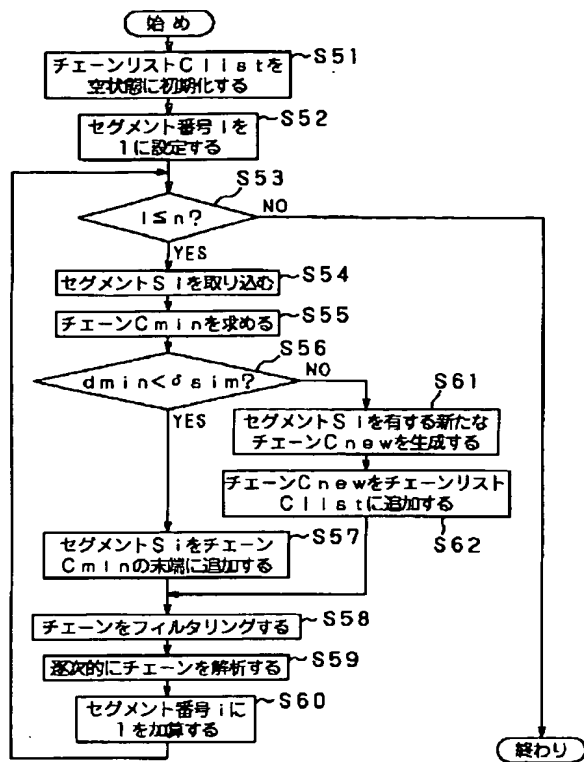 始め
チェーンリストＣｌｉｓｔを
空状態に初期化する
S51
セグメント番号ｉを
１に設定する
S52
S53
ｉ≦ｎ?
NO
YES
セグメントＳｉを取り込む
S54
チェーンＣｍｉｎを求める
S55
S56
ｄｍｉｎ<δｓｉｍ?
NO
YES
S61
セグメントＳｉを有する新たな
チェーンＣｎｅｗを生成する
チェーンＣｎｅｗをチェーンリスト
Ｃｌｉｓｔに追加する
S62
セグメントＳｉをチェーン
Ｃｍｉｎの末端に追加する
S57
チェーンをフィルタリングする
S58
逐次的にチェーンを解析する
S59
セグメント番号ｉに
１を加算する
S60
終わり